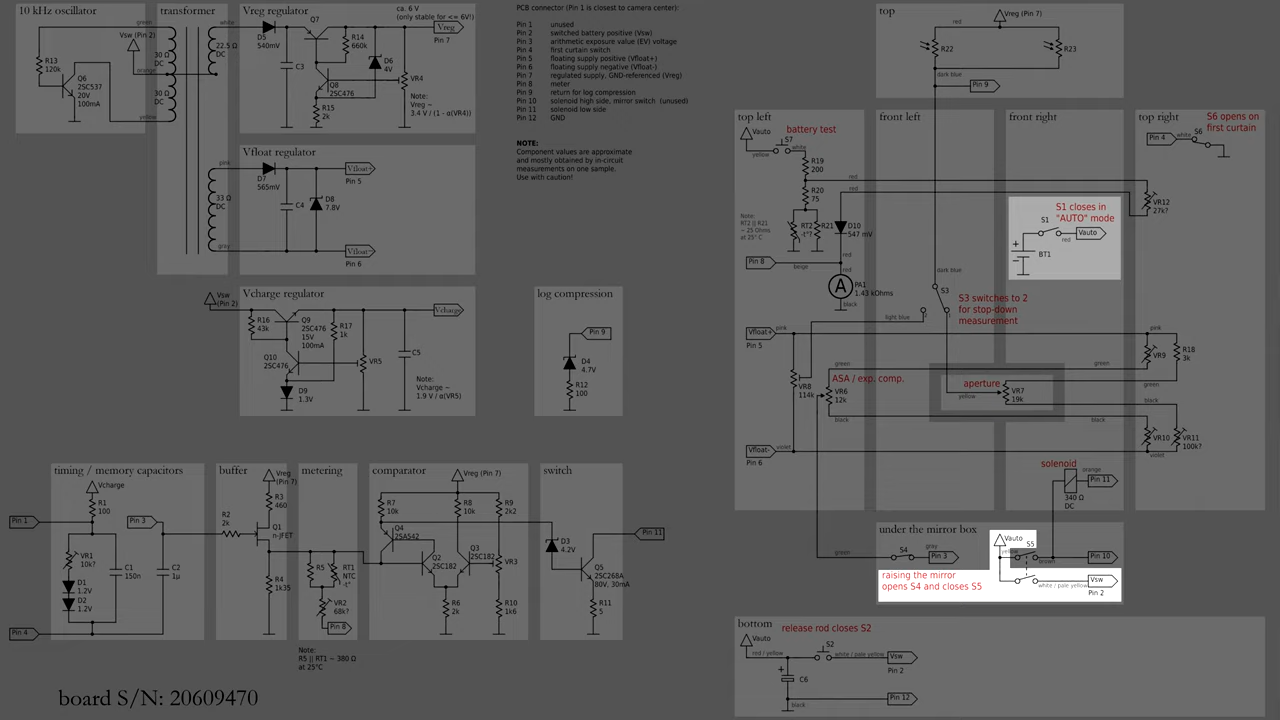 10 kHz oscillator
green
Vsw (Pin 2)
R13
120k
Q6
2SC537
20V
100mA
orange
yellow
transformer
white
30 Ω
DC
22.5 Ω
DC
30 Ω
DC
pink
33 Ω
DC
gray
Vreg regulator
ca. 6 V
(only stable for <= 6V!)
D5
540mV
Q7
R14
660k
D6
4V
Vreg
Pin 7
C3
Q8
2SC476
VR4
R15
2k
Note:
Vreg ~
3.4 V / (1 - α(VR4))
Vfloat regulator
D7
565mV
Vfloat+
Pin 5
C4
D8
7.8V
Vfloat-
Pin 6
Vsw
(Pin 2)
Vcharge regulator
R16
43k
Q9
2SC476
15V
100mA
R17
1k
Vcharge
Q10
2SC476
VR5
C5
D9
1.3V
Note:
Vcharge ~
1.9 V / α(VR5)
PCB connector (Pin 1 is closest to camera center):
Pin 1 unused
Pin 2 switched battery positive (Vsw)
Pin 3 arithmetic exposure value (EV) voltage
Pin 4 first curtain switch
Pin 5 floating supply positive (Vfloat+)
Pin 6 floating supply negative (Vfloat-)
Pin 7 regulated supply, GND-referenced (Vreg)
Pin 8 meter
Pin 9 return for log compression
Pin 10 solenoid high side, mirror switch (unused)
Pin 11 solenoid low side
Pin 12 GND
NOTE:
Component values are approximate
and mostly obtained by in-circuit
measurements on one sample.
Use with caution!
log compression
Pin 9
D4
4.7V
R12
100
timing / memory capacitors
Vcharge
R1
100
Pin 1
Pin 3
VR1
10k?
D1
1.2V
D2
1.2V
C1
150n
C2
1μ
Pin 4
buffer
Vreg
(Pin 7)
R3
460
R2
2k
Q1
n-JFET
R4
1k35
metering
R5
RT1
NTC
-t°
VR2
68k?
Pin 8
Note:
R5 || RT1 ~ 380 Ω
at 25°C
comparator
Vreg (Pin 7)
R7
10k
R8
10k
R9
2k2
Q4
2SA542
Q2
2SC182
Q3
2SC182
VR3
R6
2k
R10
1k6
switch
D3
4.2V
Pin 11
Q5
2SC268A
80V, 30mA
R11
5
board S/N: 20609470
top
Vreg (Pin 7)
red
R22
R23
dark blue
Pin 9
top left
Vauto
battery test
S7
yellow
white
R19
200
R20
75
Note:
RT2 || R21
~ 25 Ohms
at 25° C
RT2
-t°?
R21
D10
547 mV
red
Pin 8
beige
red
A
PA1
1.43 kOhms
black
light blue
Vfloat+
pink
Pin 5
green
ASA / exp. comp.
VR8
114k
VR6
12k
black
Vfloat-
violet
Pin 6
front left
red
red
dark blue
S3
1
2
S3 switches to 2
for stop-down
measurement
aperture
yellow
front right
S1 closes in
"AUTO" mode
S1
red
Vauto
BT1
green
VR7
19k
solenoid
orange
Pin 11
340 Ω
DC
top right
S6 opens on
first curtain
Pin 4
white
S6
VR12
27k?
pink
VR9
R18
3k
green
black
VR10
VR11
100k?
violet
under the mirror box
green
S4
gray
Pin 3
raising the mirror
opens S4 and closes S5
Vauto
yellow
S5
brown
Pin 10
white / pale yellow
Vsw
Pin 2
bottom
release rod closes S2
Vauto
red / yellow
S2
white / pale yellow
Vsw
Pin 2
C6
Pin 12
black